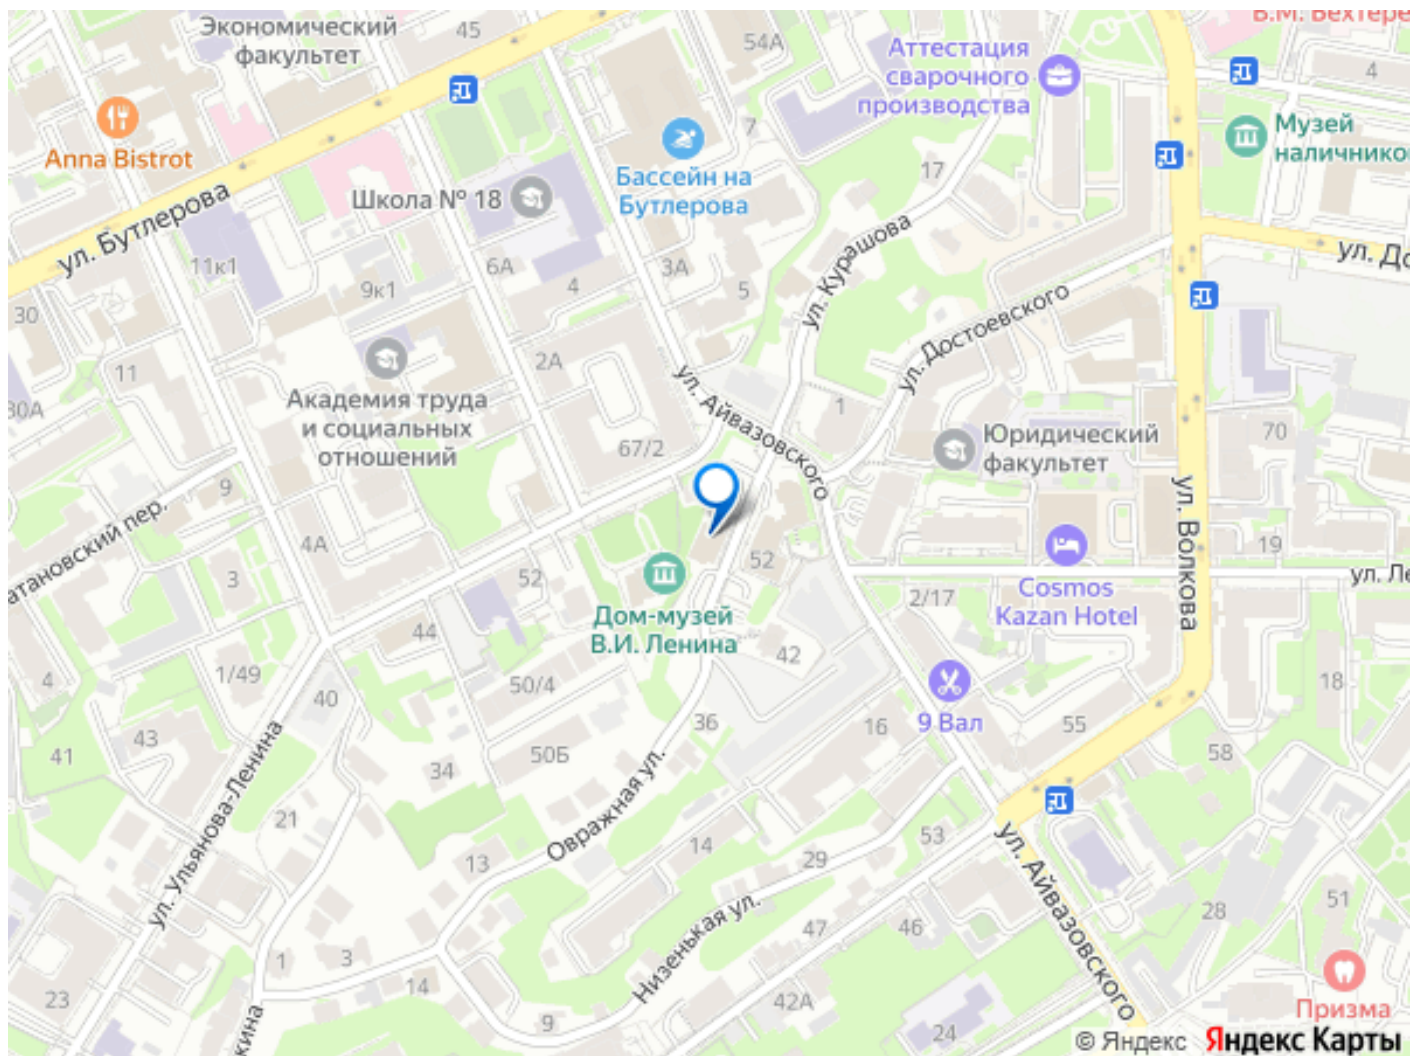 Экономический
факультет
45
54А
Аттестация
сварочного
производства
4
Музей
наличников
Anna Bistrot
7
Бассейн на
Бутлерова
17
Школа № 18
ул. Бутлерова
11к1
6А
3А
ул. Курашова
9к1
4
5
30
ул. Достоевского
2А
11
30А
Академия труда
и социальных
отношений
ул. Айвазовского
1
67/2
Юридический
факультет
70
9
4А
ул. Волкова
19
3
52
52
Cosmos
Kazan Hotel
2/17
Дом-музей
В.И. Ленина
44
42
1/49
4
50/4
40
18
43
41
36
16
9 Вал
55
58
34
50Б
ул. Ульянова-Ленина
21
Овражная ул.
13
14
29
53
ул. Айвазовского
28
51
Низенькая ул.
47
46
1
3
14
23
9
42А
24
Призма
© Яндекс Яндекс Карты